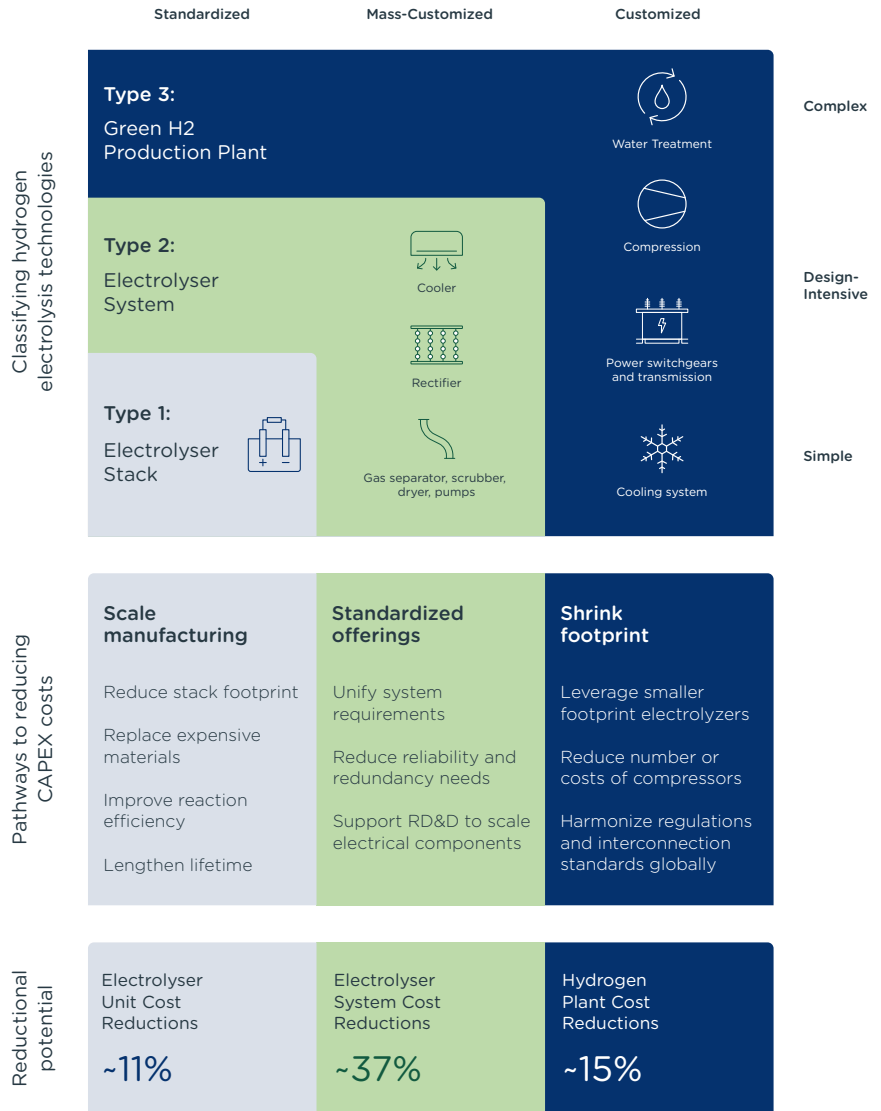 Standardized
Mass-Customized
Customized
Classifying hydrogen
electrolysis technologies
Type 3:
Green H2
Production Plant
Water Treatment
Complex
Compression
Type 2:
Electrolyser
System
Cooler
Design-
Intensive
Rectifier
Power switchgears
and transmission
Type 1:
Electrolyser
Stack
+ −
Gas separator, scrubber,
dryer, pumps
Cooling system
Simple
Pathways to reducing
CAPEX costs
Scale
manufacturing
Reduce stack footprint
Replace expensive
materials
Improve reaction
efficiency
Lengthen lifetime
Standardized
offerings
Unify system
requirements
Reduce reliability and
redundancy needs
Support RD&D to scale
electrical components
Shrink
footprint
Leverage smaller
footprint electrolyzers
Reduce number or
costs of compressors
Harmonize regulations
and interconnection
standards globally
Reductional
potential
Electrolyser
Unit Cost
Reductions
~11%
Electrolyser
System Cost
Reductions
~37%
Hydrogen
Plant Cost
Reductions
~15%